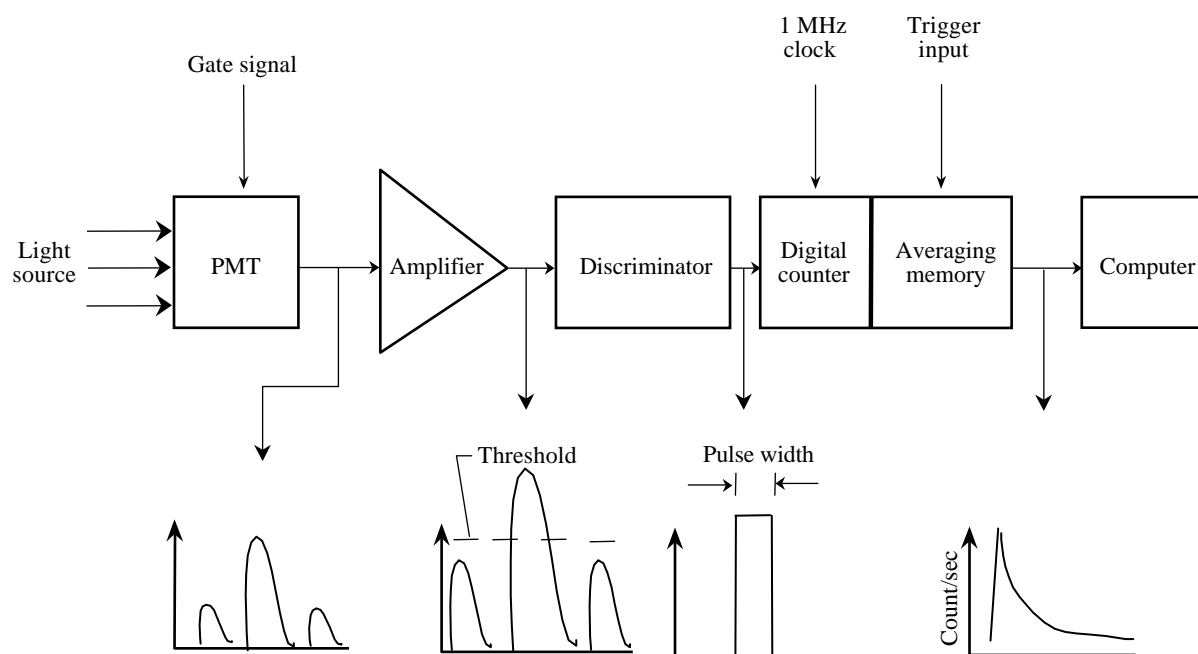 1 MHz
clock
Trigger
input
Gate signal
Light
source
PMT
Amplifier
Discriminator
Digital
counter
Averaging
memory
Computer
Threshold
Pulse width
Count/sec